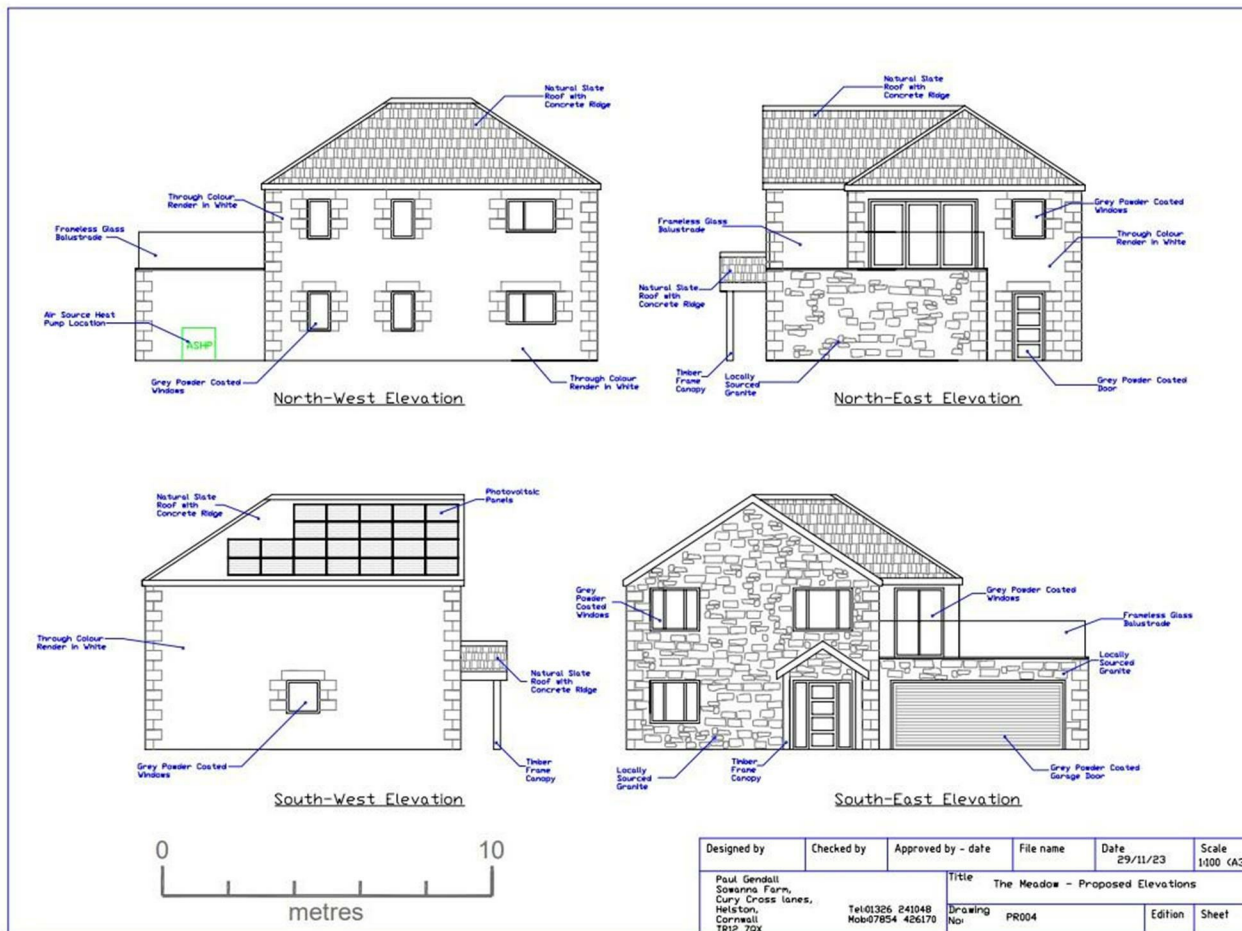 Natural Slate
Roof with
Concrete Ridge
Through Colour
Render in White
Frameless Glass
Balustrade
Air Source Heat
Pump Location
ASHP
Grey Powder Coated
Windows
Through Colour
Render in White
North-West Elevation
Natural Slate
Roof with
Concrete Ridge
Grey Powder Coated
Windows
Frameless Glass
Balustrade
Through Colour
Render in White
Natural Slate
Roof with
Concrete Ridge
Timber
Frame
Canopy
Locally
Sourced
Granite
Grey Powder Coated
Door
North-East Elevation
Natural Slate
Roof with
Concrete Ridge
Photovoltaic
Panels
Through Colour
Render in White
Natural Slate
Roof with
Concrete Ridge
Grey Powder Coated
Windows
Timber
Frame
Canopy
South-West Elevation
Grey
Powder
Coated
Windows
Grey Powder Coated
Windows
Frameless Glass
Balustrade
Locally
Sourced
Granite
Locally
Sourced
Granite
Timber
Frame
Canopy
Grey Powder Coated
Garage Door
South-East Elevation
0 10
metres
Designed by Checked by Approved by - date File name Date Scale
29/11/23 1:100 (A3
Paul Gendall
Sowanna Farm,
Cury Cross lanes,
Helston,
Cornwall
TR12 7QX
Tel:01326 241048
Mob:07854 426170
Title
The Meadow - Proposed Elevations
Drawing
No:
PR004
Edition Sheet